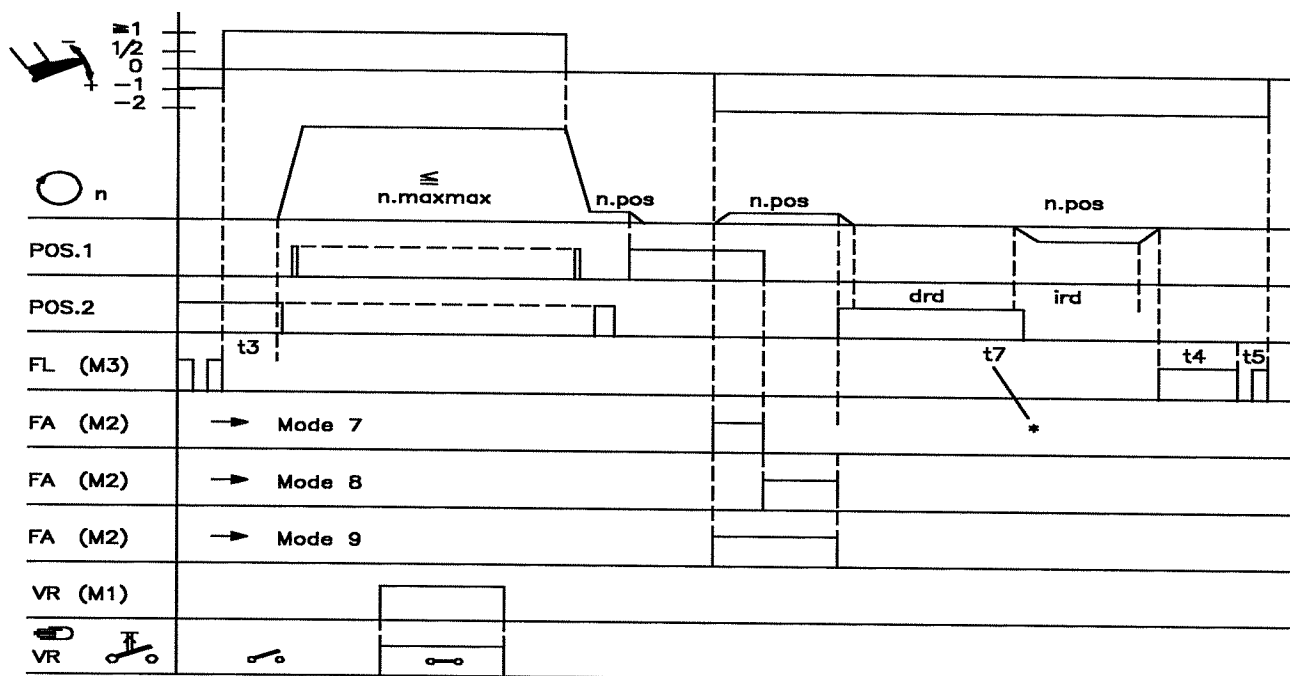 ≧1
1/2
0
-1
-2
- +
n
≦
n.maxmax
n.pos
n.pos
n.pos
POS.1
POS.2
drd
ird
t3
t7
t4
t5
FL (M3)
FA (M2) → Mode 7
*
FA (M2) → Mode 8
FA (M2) → Mode 9
VR (M1)
VR